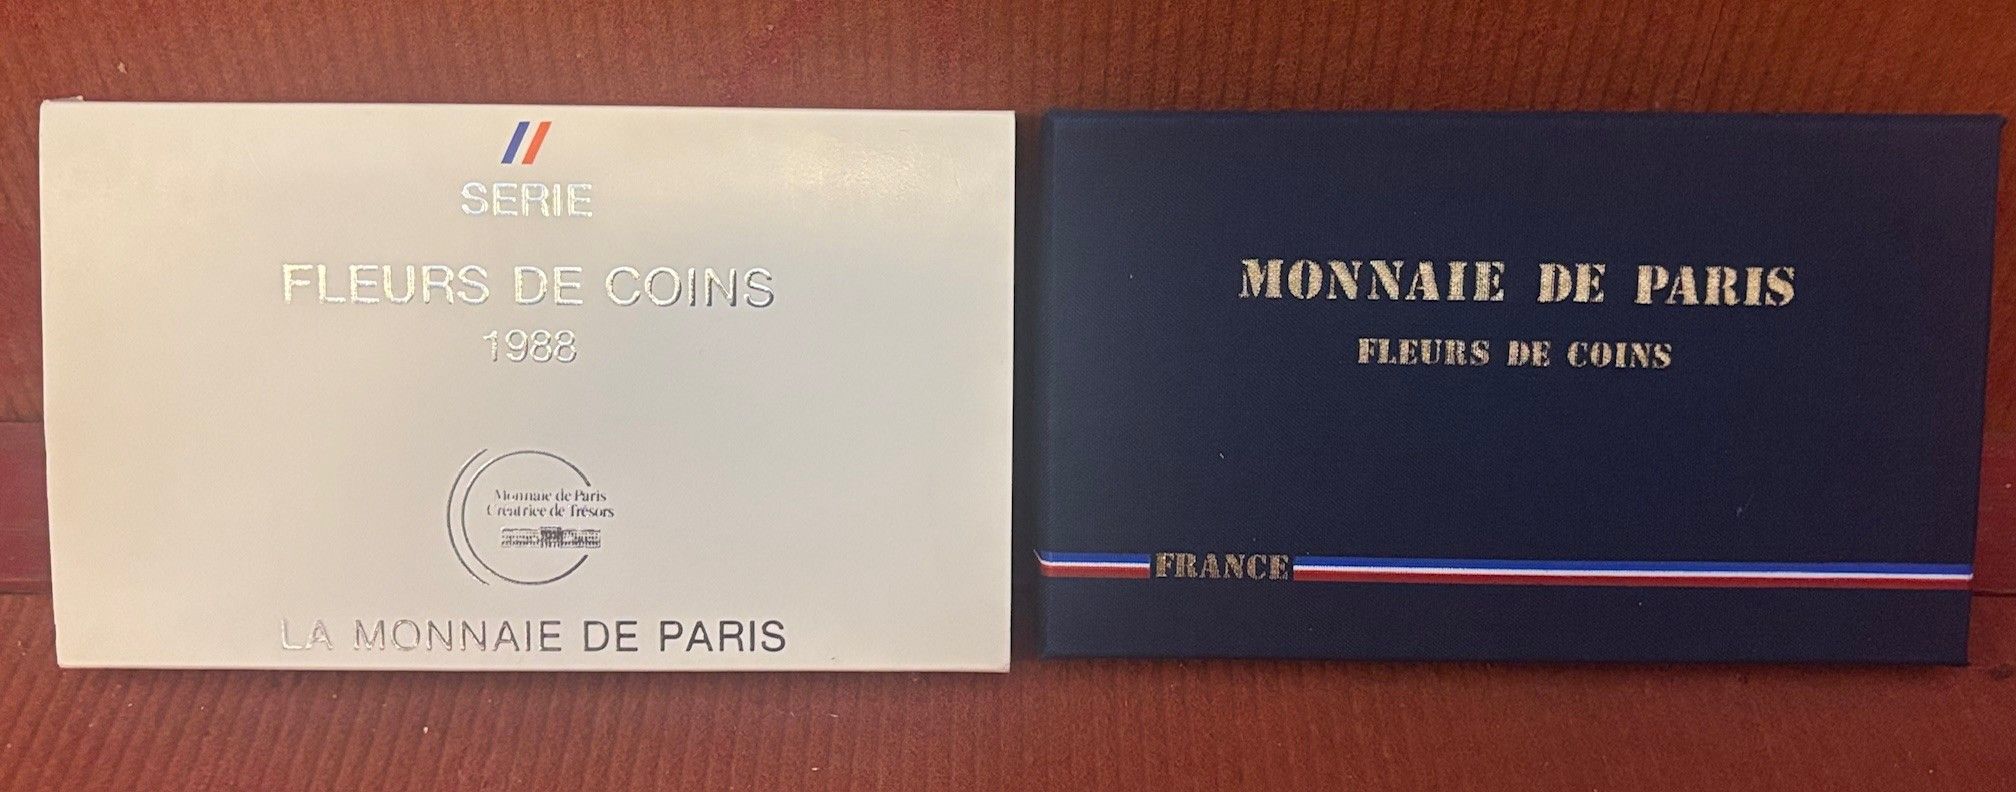 SERIE
FLEURS DE COINS
1988
Monnaie de Paris
Créatrice de Trésors
LA MONNAIE DE PARIS
MONNAIE DE PARIS
FLEURS DE COINS
FRANCE